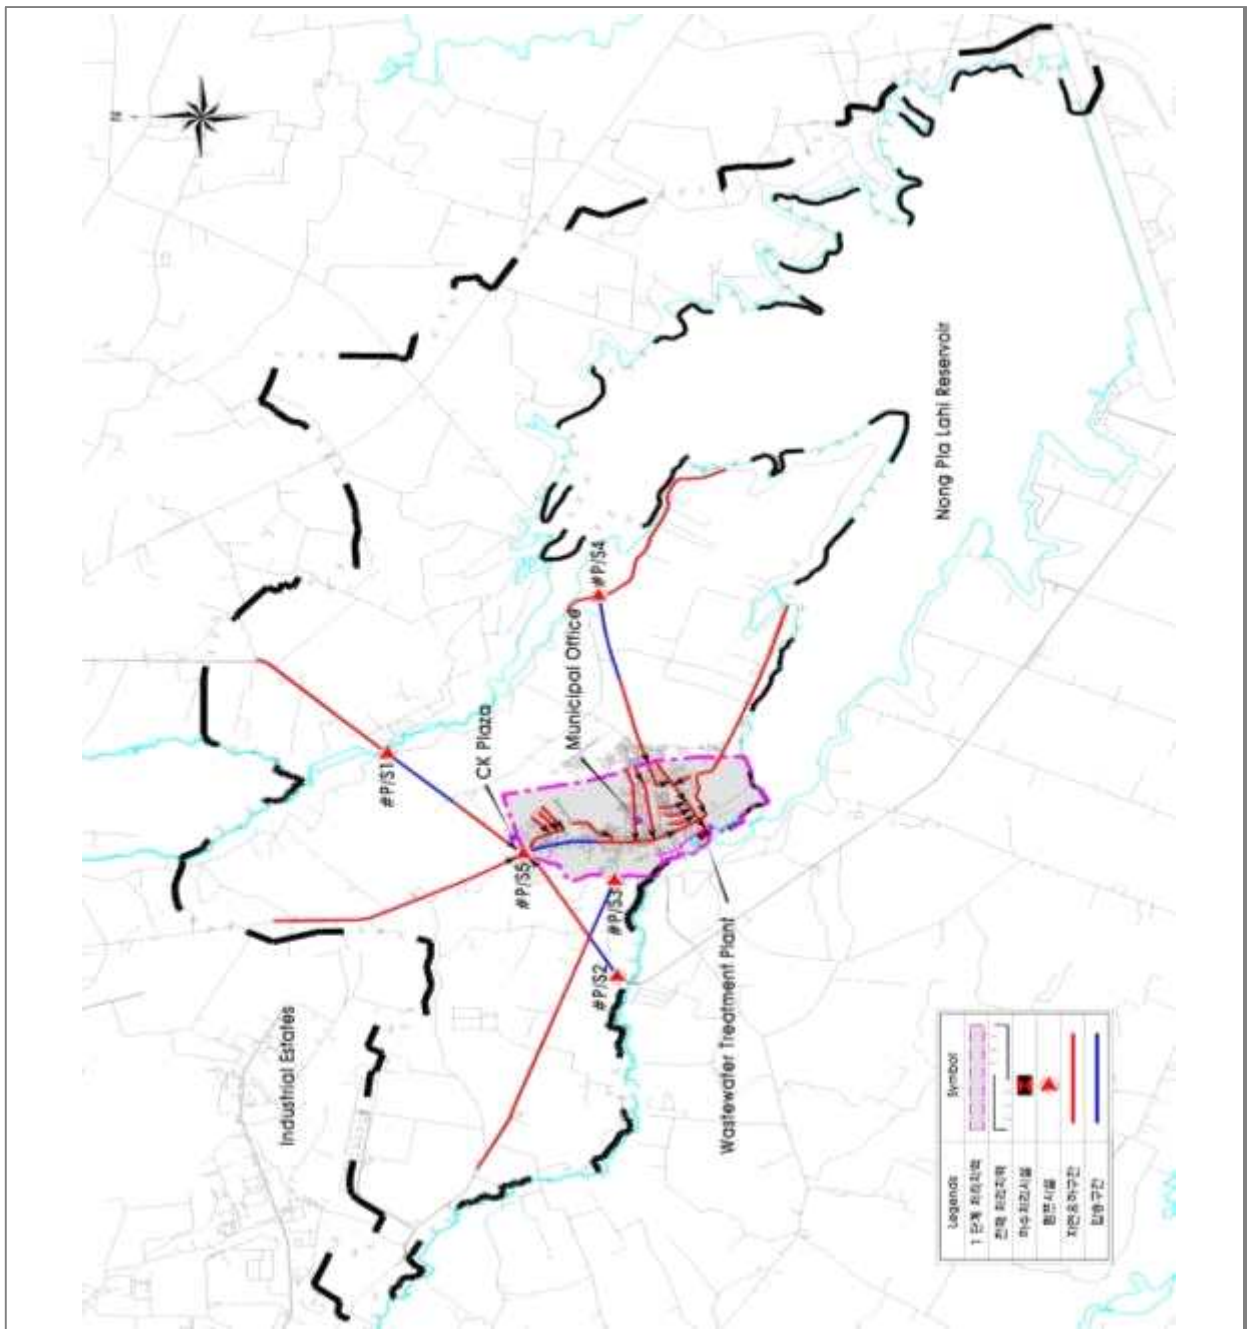 N
Nong Pla Lahi Reservoir
#P/S4
Municipal Office
CK Plaza
#P/S1
#P/S5
#P/S3
#P/S2
Wastewater Treatment Plant
Industrial Estates
Legends Symbol
1 단계 처리지역
전체 처리지역
하수처리시설
펌프시설
자연유하구간
압송구간